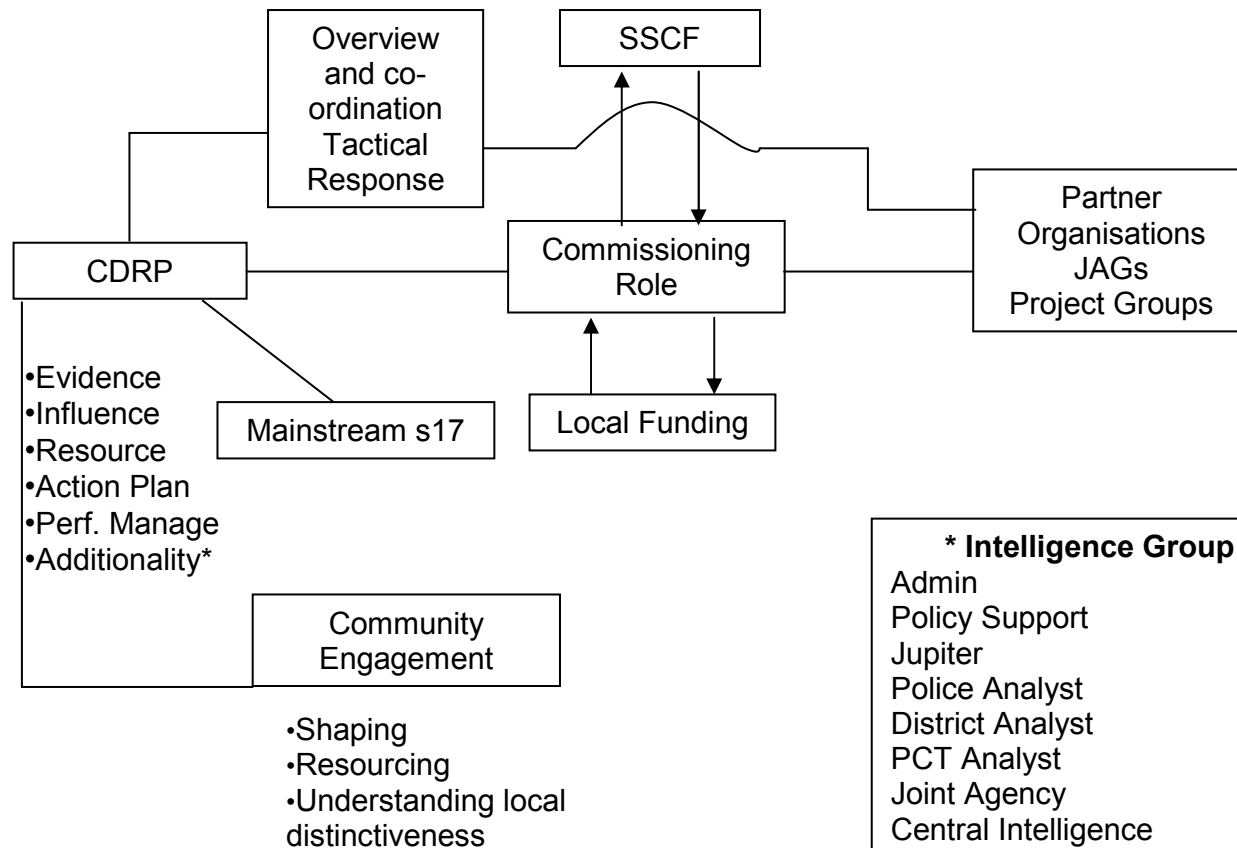 Overview
and co-
ordination
Tactical
Response
SSCF
Partner
Organisations
JAGs
Project Groups
Commissioning
Role
CDRP
•Evidence
•Influence
•Resource
•Action Plan
•Perf. Manage
•Additionality*
Mainstream s17
Local Funding
Community
Engagement
•Shaping
•Resourcing
•Understanding local
distinctiveness
* Intelligence Group
Admin
Policy Support
Jupiter
Police Analyst
District Analyst
PCT Analyst
Joint Agency
Central Intelligence